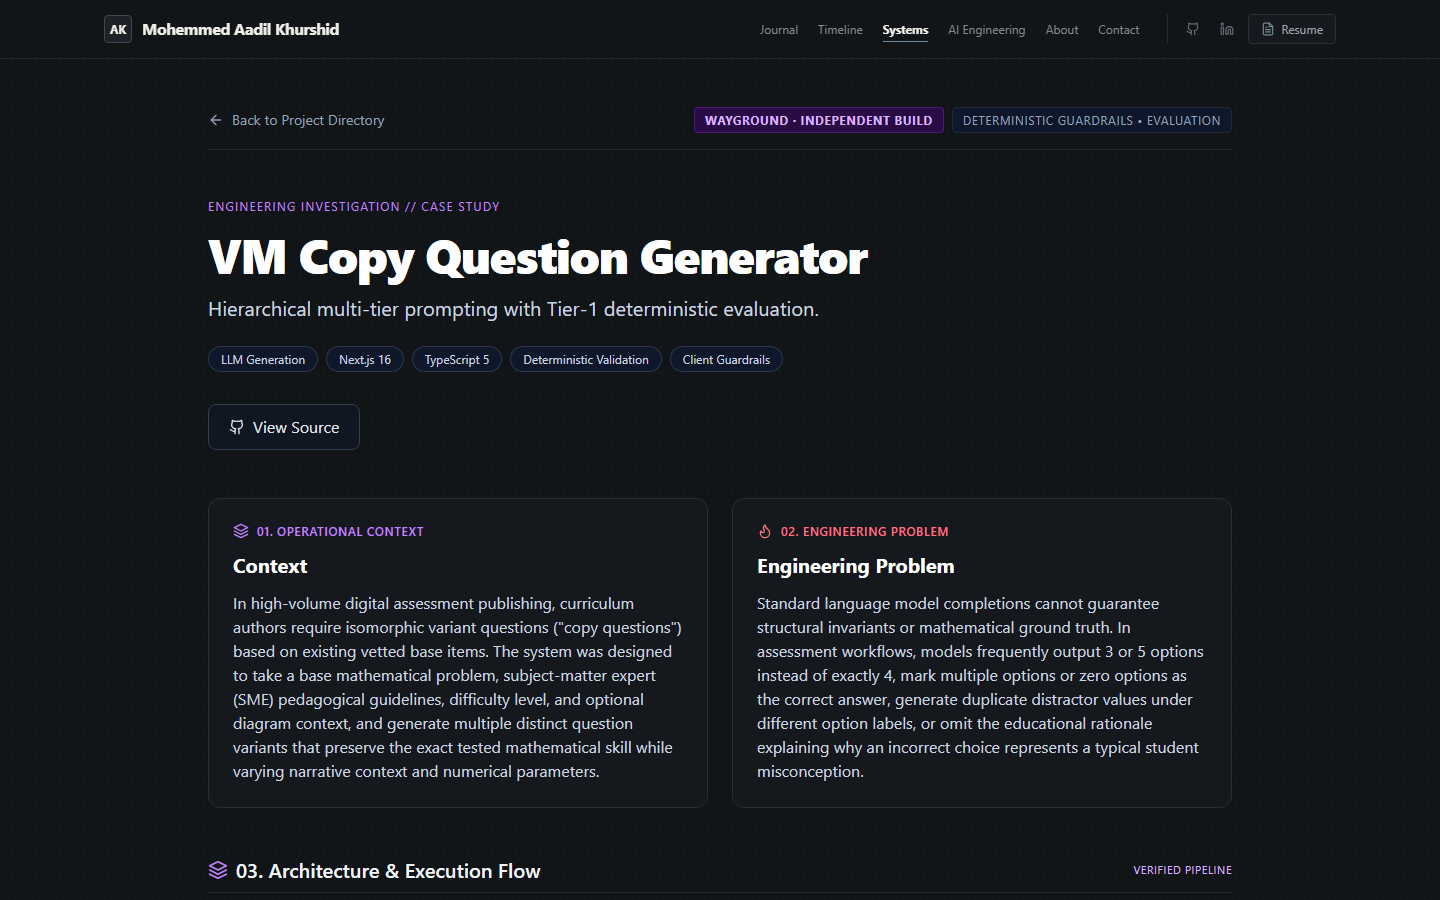 AK Mohemmed Aadil Khurshid
Journal Timeline Systems AI Engineering About Contact Resume
Back to Project Directory
WAYGROUND · INDEPENDENT BUILD
DETERMINISTIC GUARDRAILS • EVALUATION
ENGINEERING INVESTIGATION // CASE STUDY
VM Copy Question Generator
Hierarchical multi-tier prompting with Tier-1 deterministic evaluation.
LLM Generation Next.js 16 TypeScript 5 Deterministic Validation Client Guardrails
View Source
01. OPERATIONAL CONTEXT
Context
In high-volume digital assessment publishing, curriculum
authors require isomorphic variant questions ("copy questions")
based on existing vetted base items. The system was designed
to take a base mathematical problem, subject-matter expert
(SME) pedagogical guidelines, difficulty level, and optional
diagram context, and generate multiple distinct question
variants that preserve the exact tested mathematical skill while
varying narrative context and numerical parameters.
02. ENGINEERING PROBLEM
Engineering Problem
Standard language model completions cannot guarantee
structural invariants or mathematical ground truth. In
assessment workflows, models frequently output 3 or 5 options
instead of exactly 4, mark multiple options or zero options as
the correct answer, generate duplicate distractor values under
different option labels, or omit the educational rationale
explaining why an incorrect choice represents a typical student
misconception.
03. Architecture & Execution Flow
VERIFIED PIPELINE